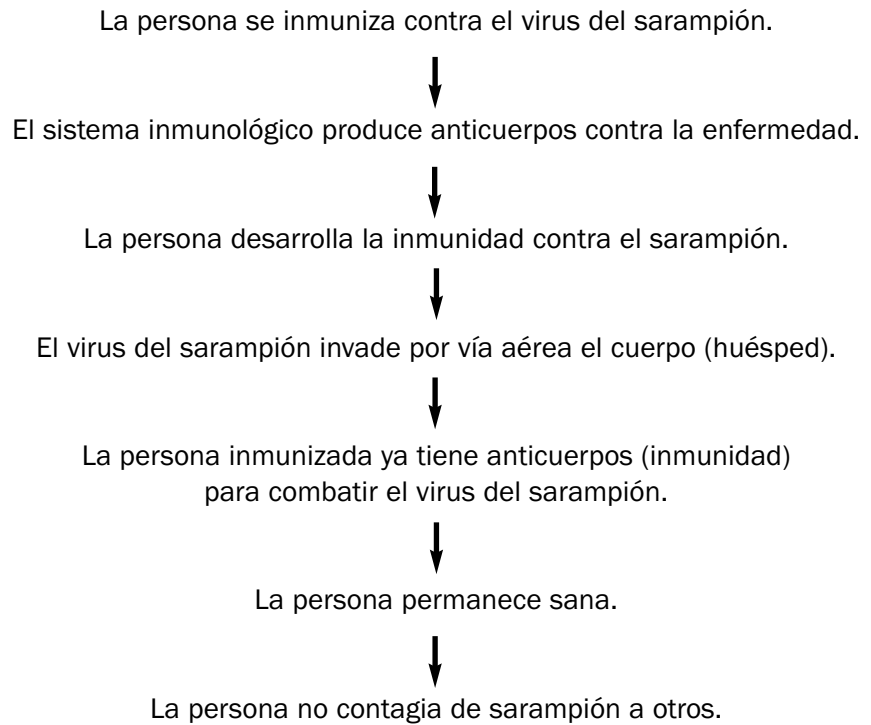 La persona se inmuniza contra el virus del sarampión.
El sistema inmunológico produce anticuerpos contra la enfermedad.
La persona desarrolla la inmunidad contra el sarampión.
El virus del sarampión invade por vía aérea el cuerpo (huésped).
La persona inmunizada ya tiene anticuerpos (inmunidad)
para combatir el virus del sarampión.
La persona permanece sana.
La persona no contagia de sarampión a otros.